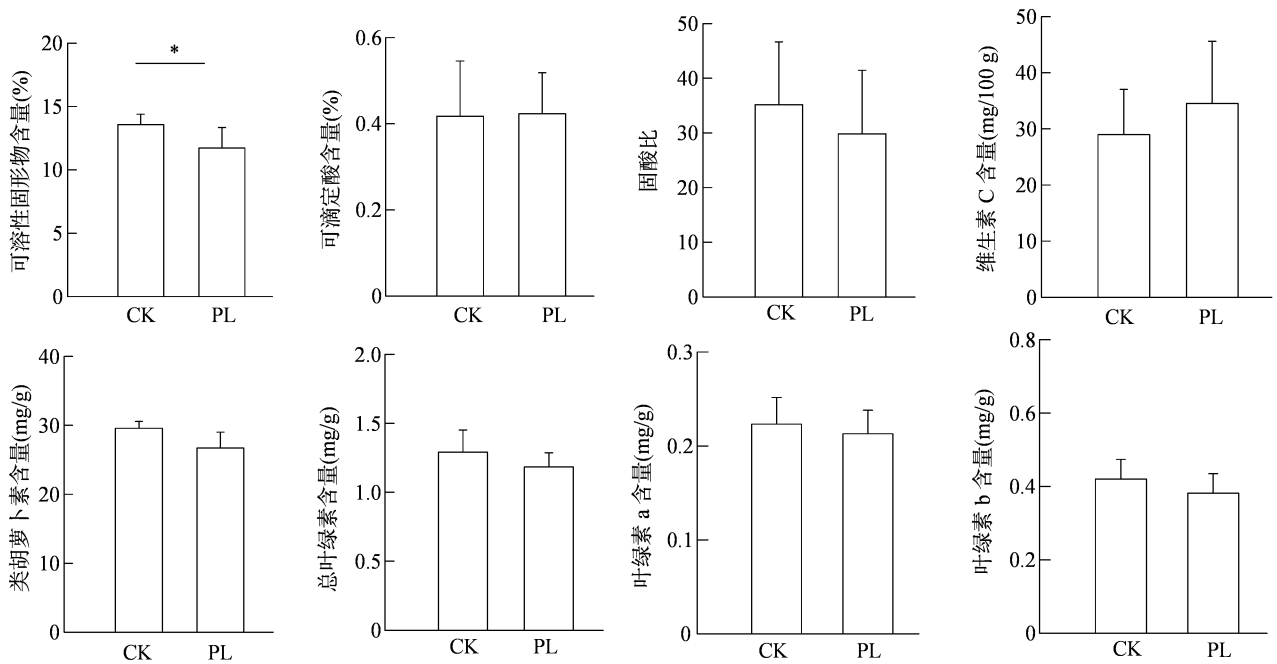 可溶性固形物含量(%)
20
15
10
5
0
*
CK PL
可滴定酸含量(%)
0.6
0.4
0.2
0
CK PL
固酸比
50
40
30
20
10
0
CK PL
维生素 C 含量(mg/100 g)
50
40
30
20
10
0
CK PL
类胡萝卜素含量(mg/g)
40
30
20
10
0
CK PL
总叶绿素含量(mg/g)
2.0
1.5
1.0
0.5
0
CK PL
叶绿素 a 含量(mg/g)
0.3
0.2
0.1
0
CK PL
叶绿素 b 含量(mg/g)
0.8
0.6
0.4
0.2
0
CK PL